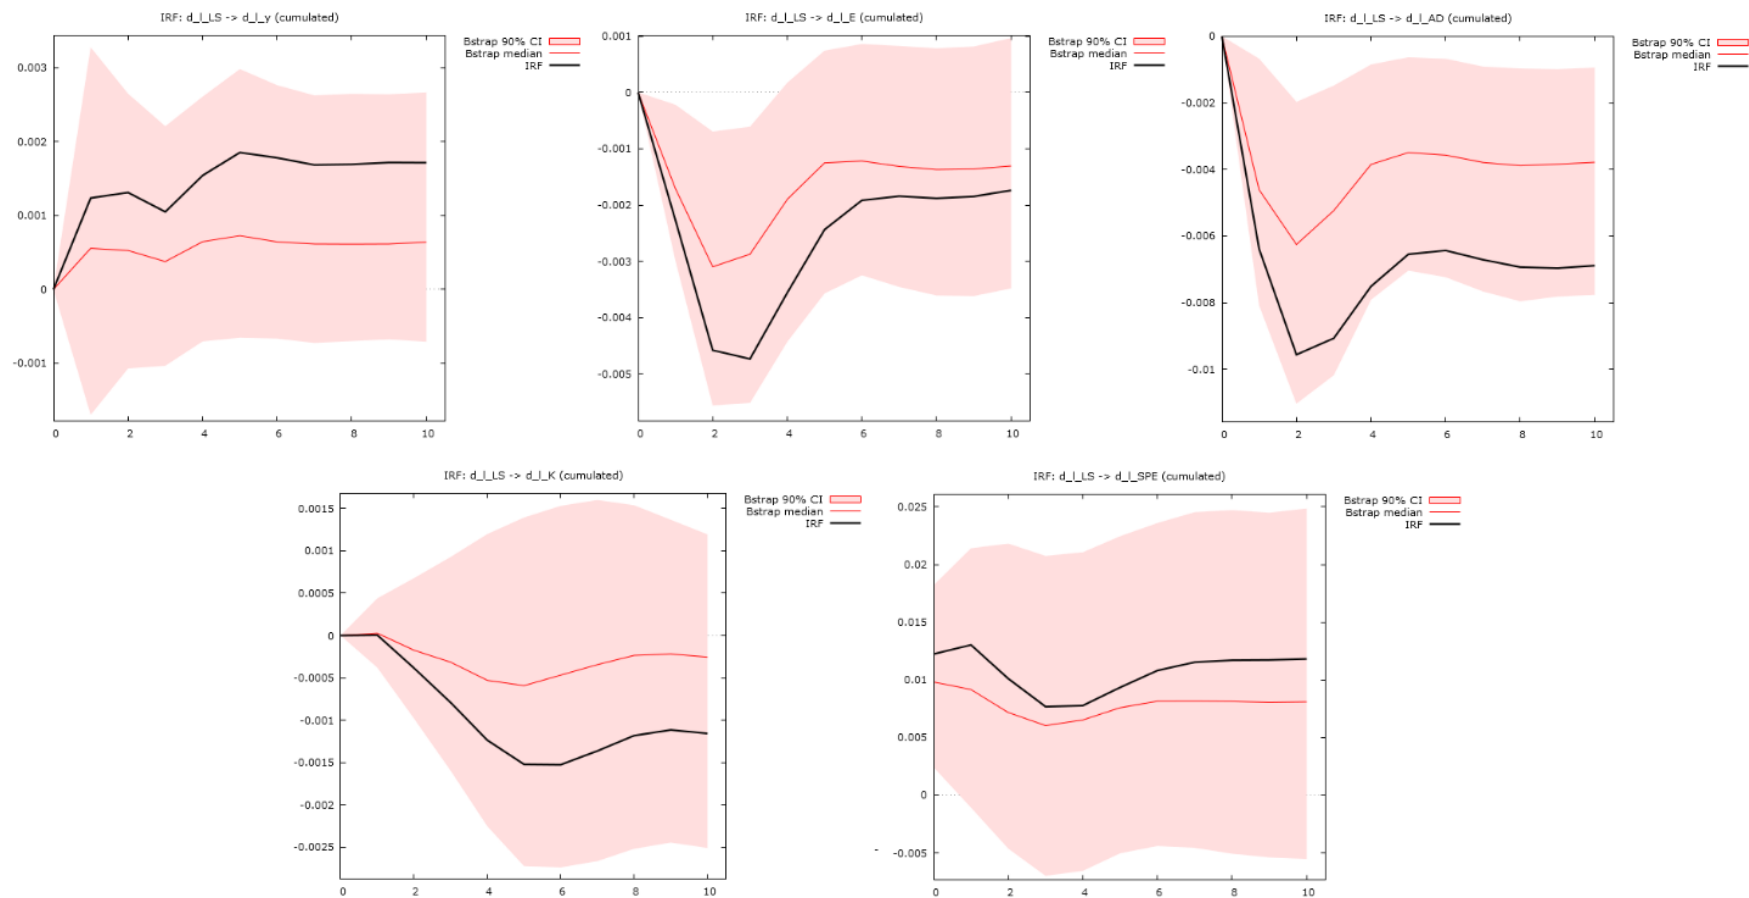 IRF: d_l_LS -> d_l_y (cumulated)
Bstrap 90% CI
Bstrap median
IRF
0.003
0.002
0.001
0
-0.001
0 2 4 6 8 10
IRF: d_l_LS -> d_l_E (cumulated)
Bstrap 90% CI
Bstrap median
IRF
0.001
0
-0.001
-0.002
-0.003
-0.004
-0.005
0 2 4 6 8 10
IRF: d_l_LS -> d_l_AD (cumulated)
Bstrap 90% CI
Bstrap median
IRF
0
-0.002
-0.004
-0.006
-0.008
-0.01
0 2 4 6 8 10
IRF: d_l_LS -> d_l_K (cumulated)
Bstrap 90% CI
Bstrap median
IRF
0.0015
0.001
0.0005
0
-0.0005
-0.001
-0.0015
-0.002
-0.0025
0 2 4 6 8 10
IRF: d_l_LS -> d_l_SPE (cumulated)
Bstrap 90% CI
Bstrap median
IRF
0.025
0.02
0.015
0.01
0.005
0
-0.005
0 2 4 6 8 10